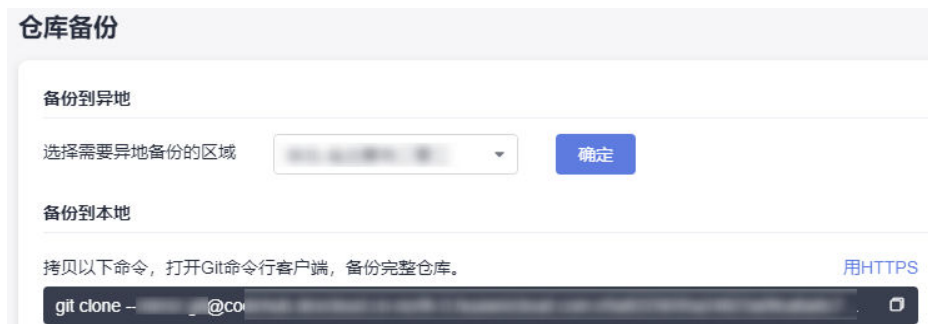 仓库备份
备份到异地
选择需要异地备份的区域
确定
备份到本地
拷贝以下命令，打开Git命令行客户端，备份完整仓库。
用HTTPS
git clone -- @co